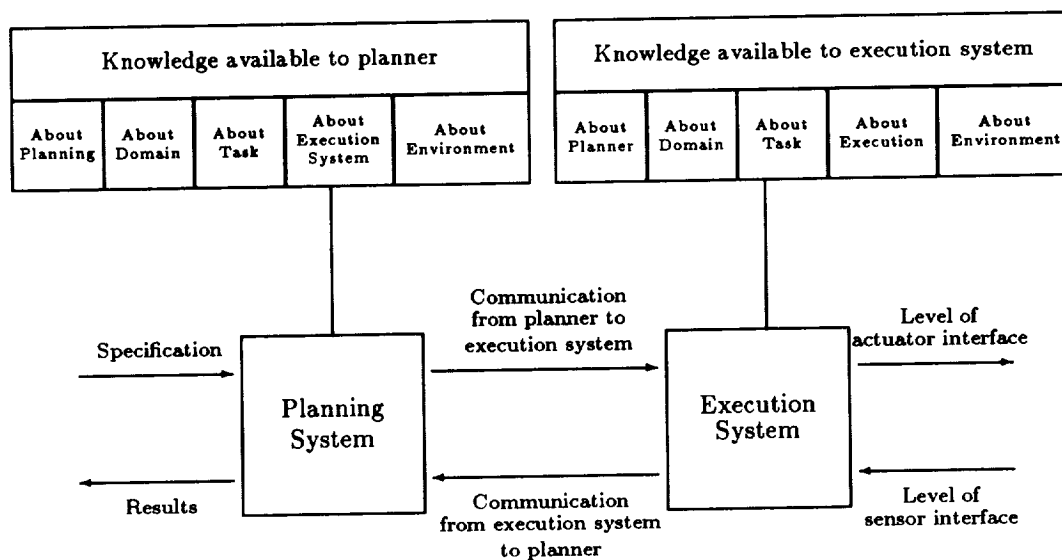 Knowledge available to planner
About
Planning
About
Domain
About
Task
About
Execution
System
About
Environment
Knowledge available to execution system
About
Planner
About
Domain
About
Task
About
Execution
About
Environment
Specification
Results
Planning
System
Communication
from planner to
execution system
Communication
from execution system
to planner
Execution
System
Level of
actuator interface
Level of
sensor interface